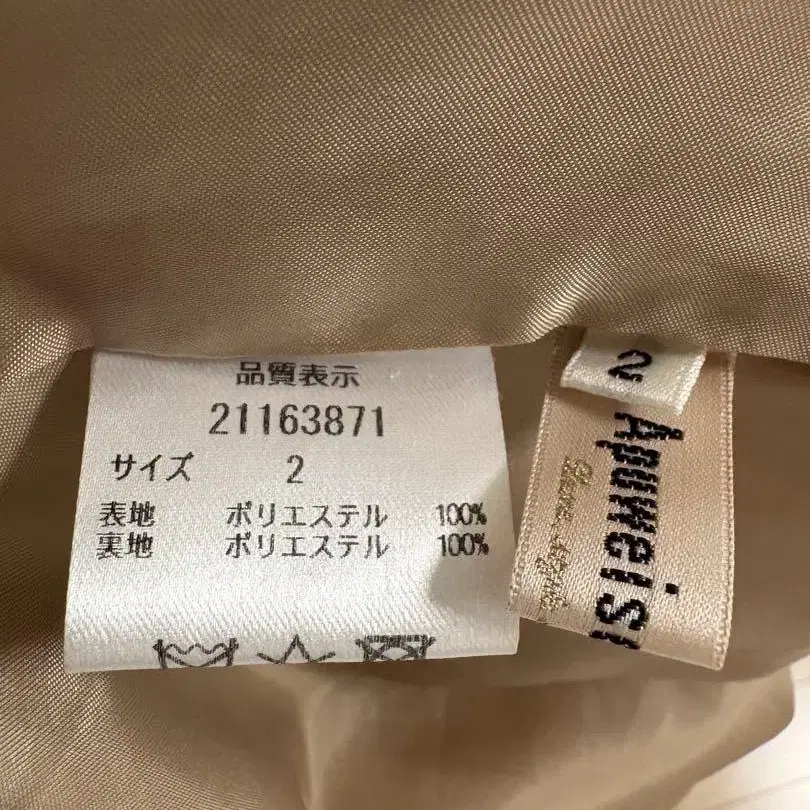 品質表示
21163871
サイズ 2
表地 ポリエステル 100%
裏地 ポリエステル 100%
2
Apuweis